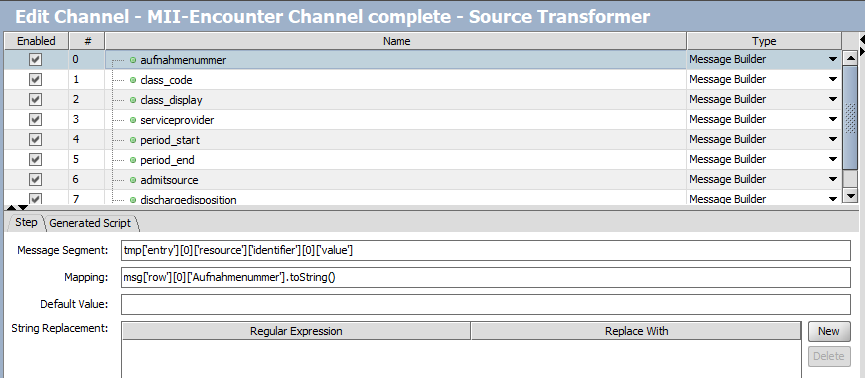 Edit Channel - MII-Encounter Channel complete - Source Transformer
Enabled # Name Type
0 aufnahmenummer Message Builder
1 class_code Message Builder
2 class_display Message Builder
3 serviceprovider Message Builder
4 period_start Message Builder
5 period_end Message Builder
6 admitsource Message Builder
7 dischargedisposition Message Builder
Step Generated Script
Message Segment: tmp['entry'][0]['resource']['identifier'][0]['value']
Mapping: msg['row'][0]['Aufnahmenummer'].toString()
Default Value:
String Replacement: Regular Expression Replace With New
Delete